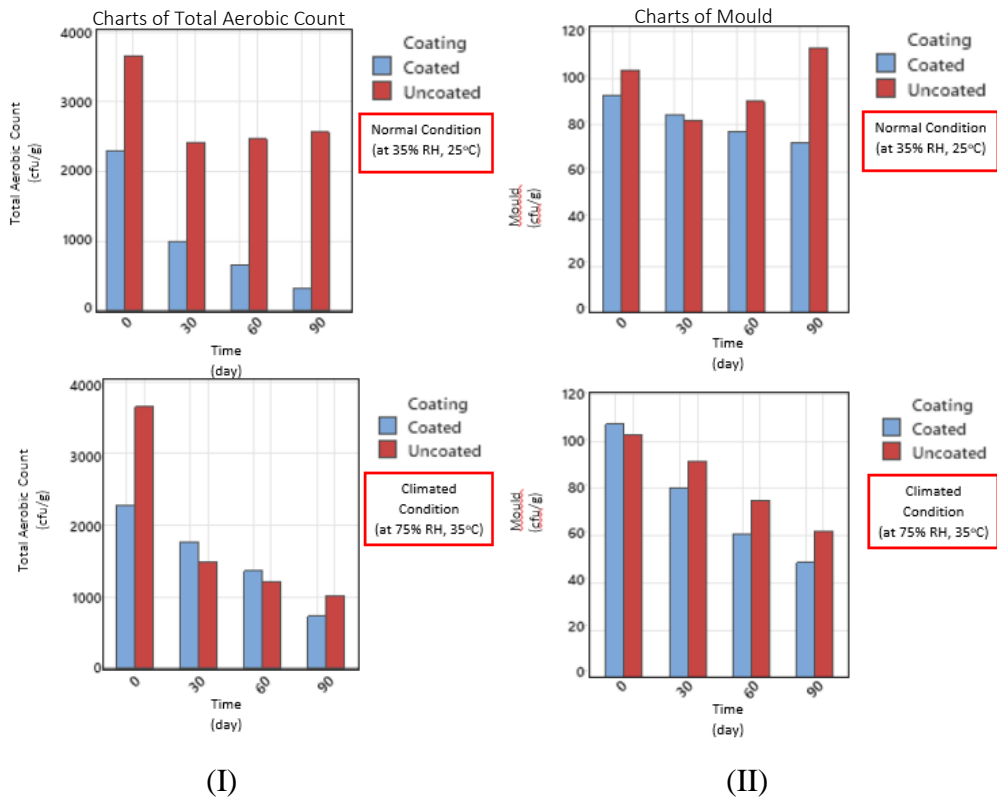 Charts of Total Aerobic Count
4000
3000
2000
1000
0
Total Aerobic Count
(cfu/g)
0
30
60
90
Time
(day)
Coating
Coated
Uncoated
Normal Condition
(at 35% RH, 25°C)
Charts of Mould
120
100
80
60
40
20
0
Mould
(cfu/g)
0
30
60
90
Time
(day)
Coating
Coated
Uncoated
Normal Condition
(at 35% RH, 25°C)
4000
3000
2000
1000
0
Total Aerobic Count
(cfu/g)
0
30
60
90
Time
(day)
Coating
Coated
Uncoated
Climated
Condition
(at 75% RH, 35°C)
120
100
80
60
40
20
0
Mould
(cfu/g)
0
30
60
90
Time
(day)
Coating
Coated
Uncoated
Climated
Condition
(at 75% RH, 35°C)
(I)
(II)